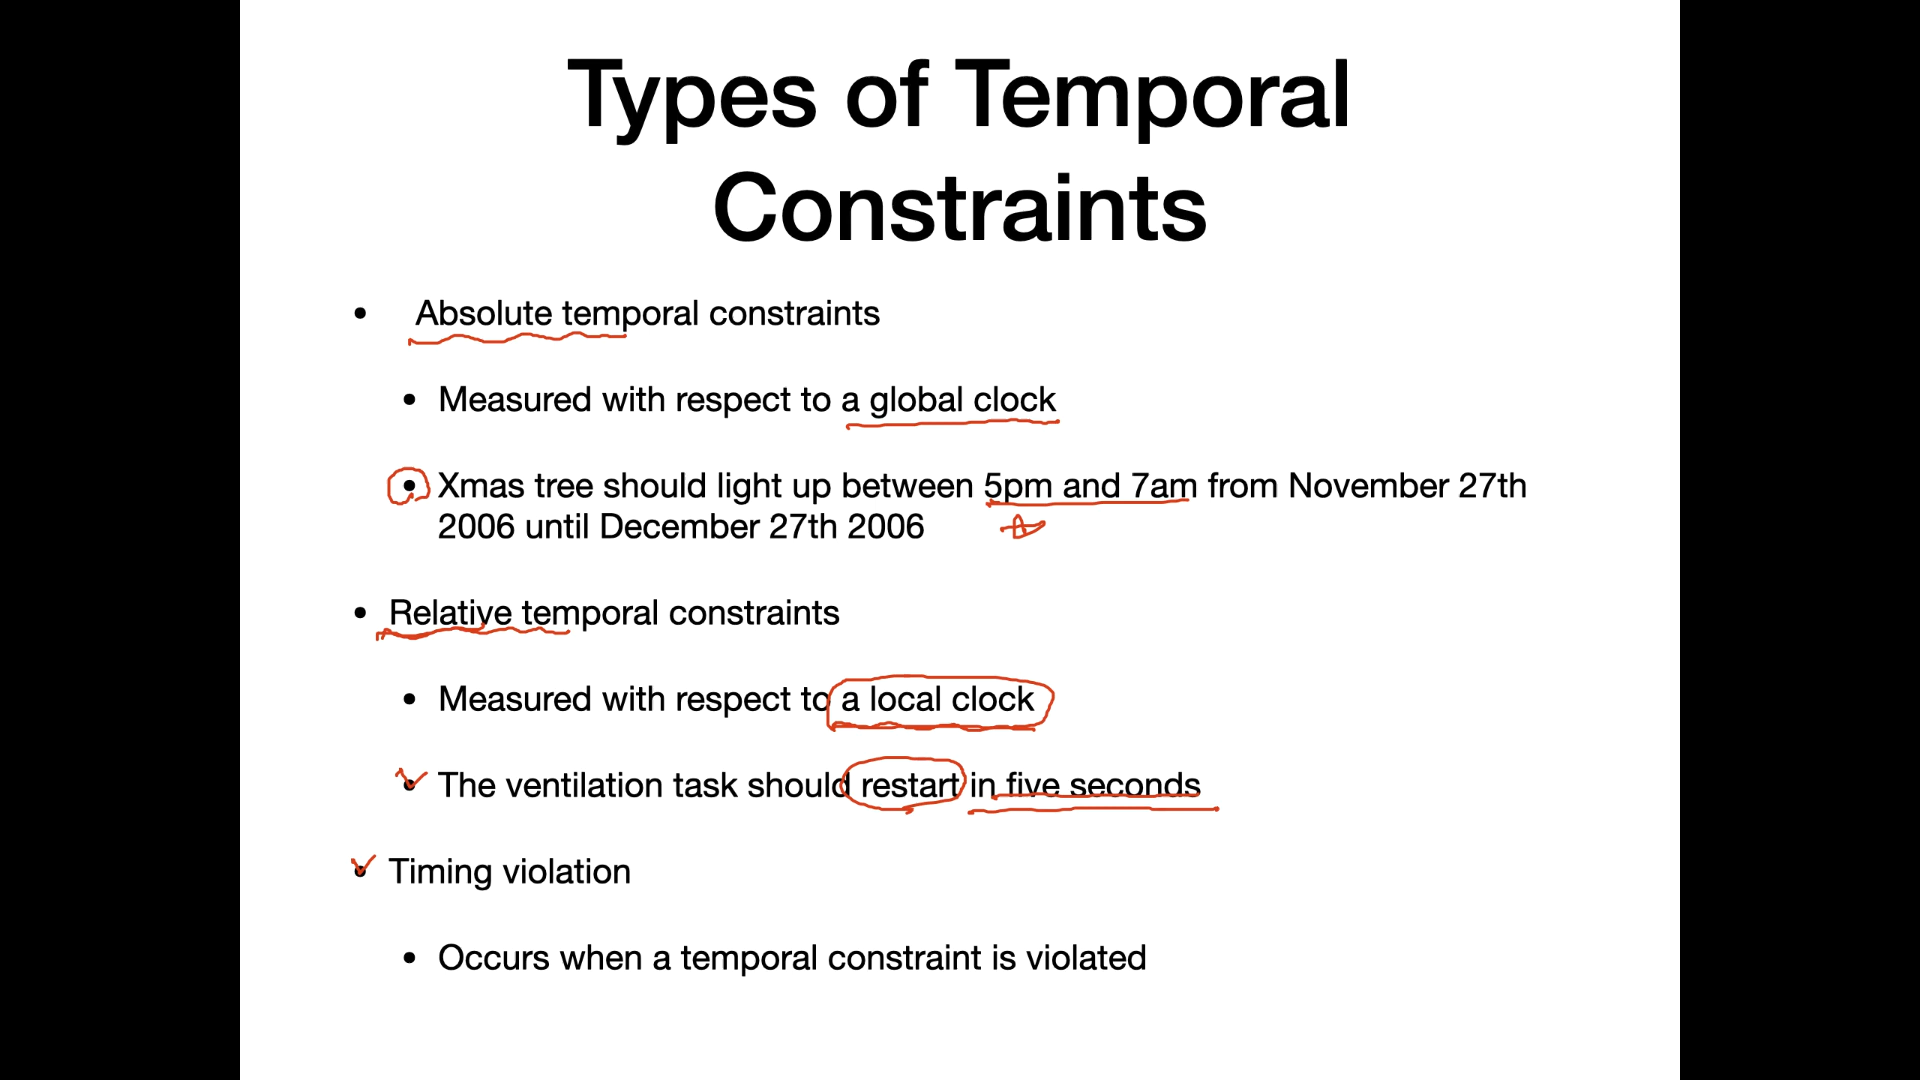 Types of Temporal
Constraints
• Absolute temporal constraints
• Measured with respect to a global clock
• Xmas tree should light up between 5pm and 7am from November 27th
2006 until December 27th 2006
• Relative temporal constraints
• Measured with respect to a local clock
• The ventilation task should restart in five seconds
• Timing violation
• Occurs when a temporal constraint is violated